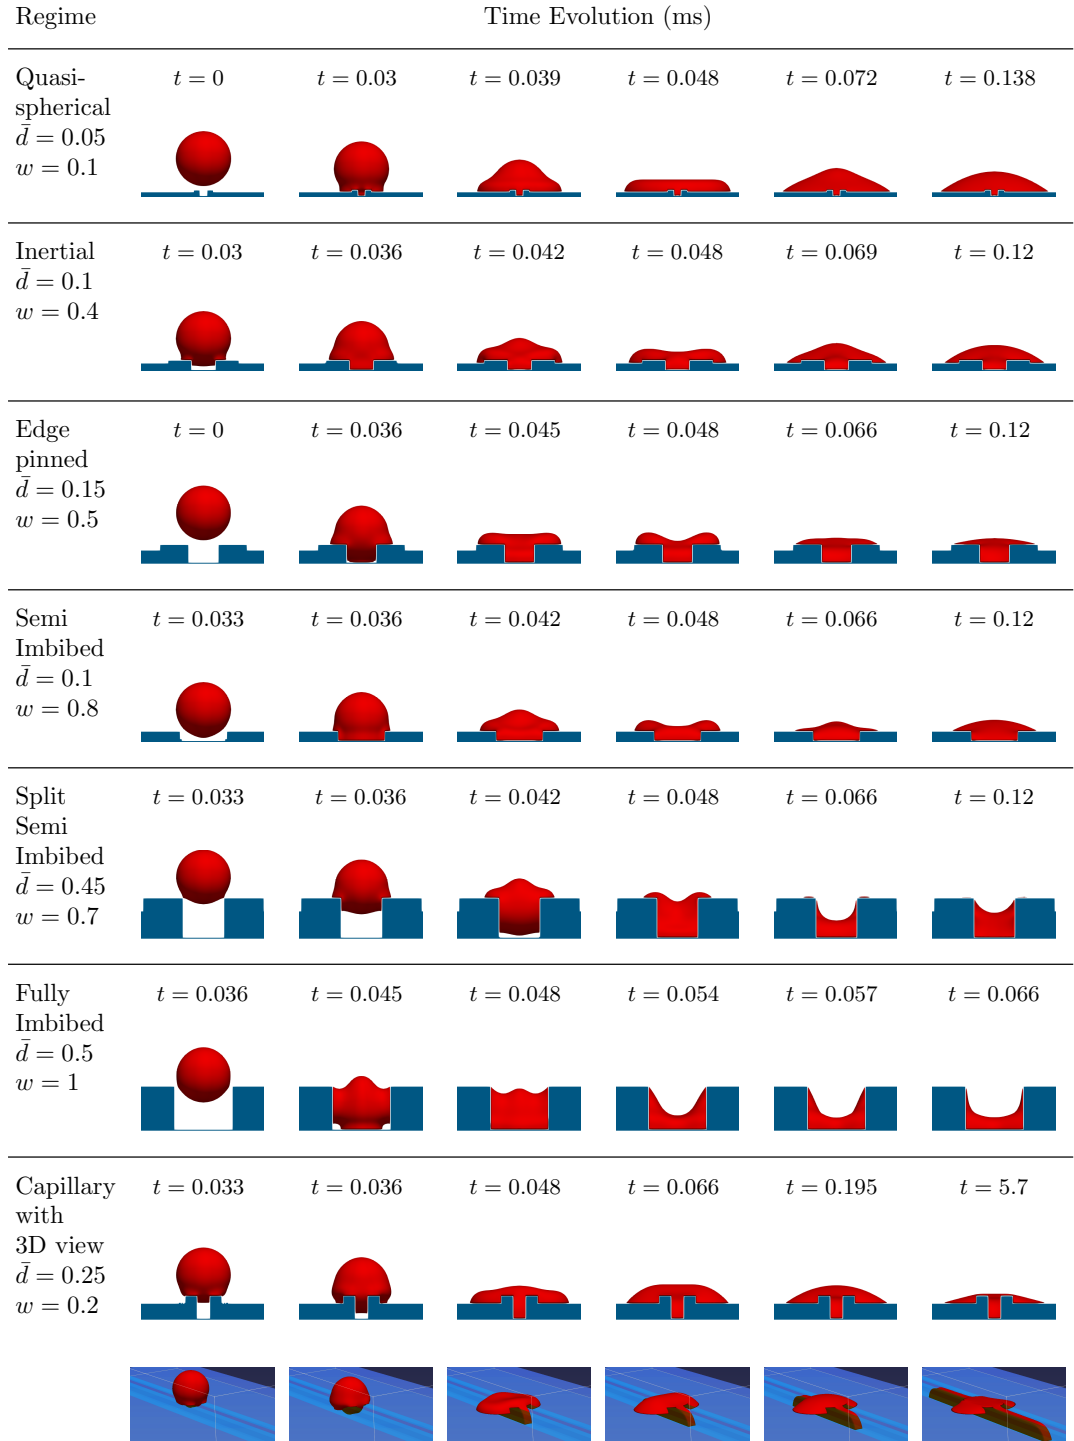 Regime Time Evolution (ms)
Quasi- t = 0 t = 0.03 t = 0.039 t = 0.048 t = 0.072 t = 0.138
spherical
d̄ = 0.05
w = 0.1
Inertial t = 0.03 t = 0.036 t = 0.042 t = 0.048 t = 0.069 t = 0.12
d̄ = 0.1
w = 0.4
Edge t = 0 t = 0.036 t = 0.045 t = 0.048 t = 0.066 t = 0.12
pinned
d̄ = 0.15
w = 0.5
Semi t = 0.033 t = 0.036 t = 0.042 t = 0.048 t = 0.066 t = 0.12
Imbibed
d̄ = 0.1
w = 0.8
Split t = 0.033 t = 0.036 t = 0.042 t = 0.048 t = 0.066 t = 0.12
Semi
Imbibed
d̄ = 0.45
w = 0.7
Fully t = 0.036 t = 0.045 t = 0.048 t = 0.054 t = 0.057 t = 0.066
Imbibed
d̄ = 0.5
w = 1
Capillary t = 0.033 t = 0.036 t = 0.048 t = 0.066 t = 0.195 t = 5.7
with
3D view
d̄ = 0.25
w = 0.2